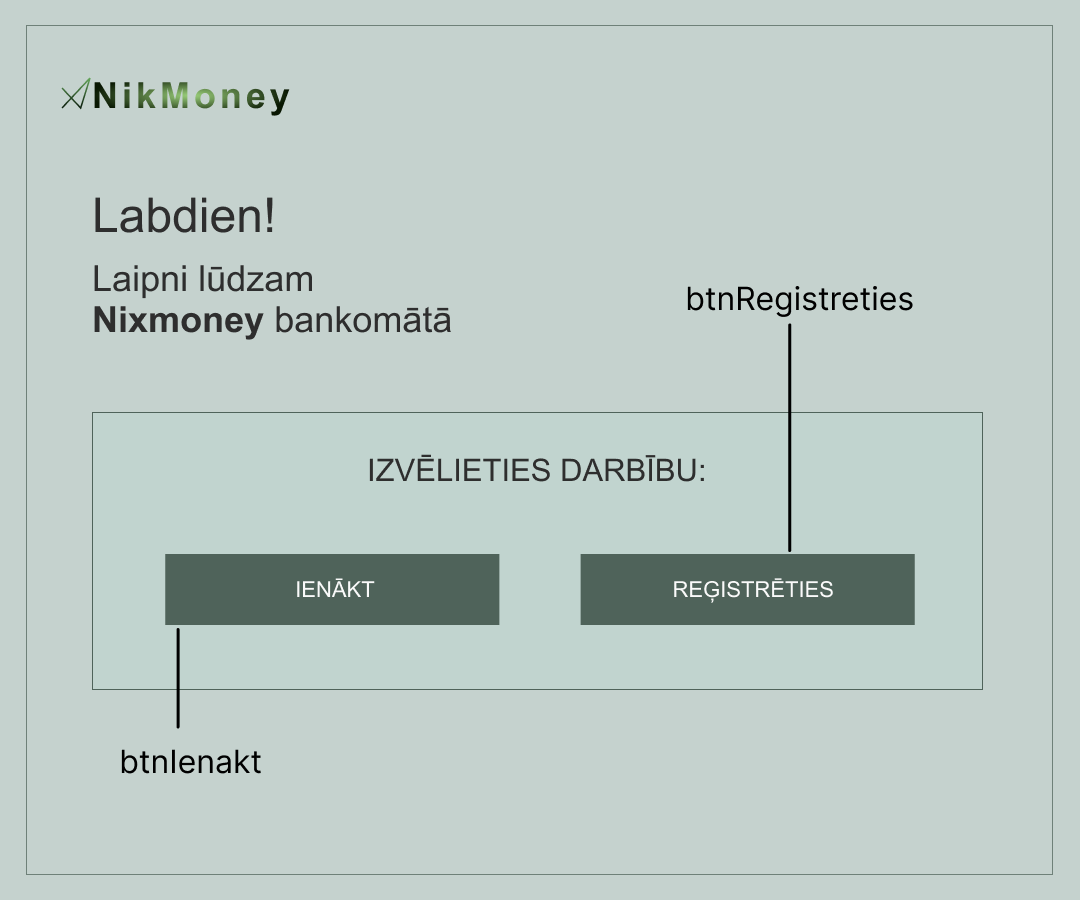 NikMoney
Labdien!
Laipni lūdzam
Nixmoney bankomātā
btnRegistreties
IZVĒLIETIES DARBĪBU:
IENĀKT
REĢISTRĒTIES
btnIenakt